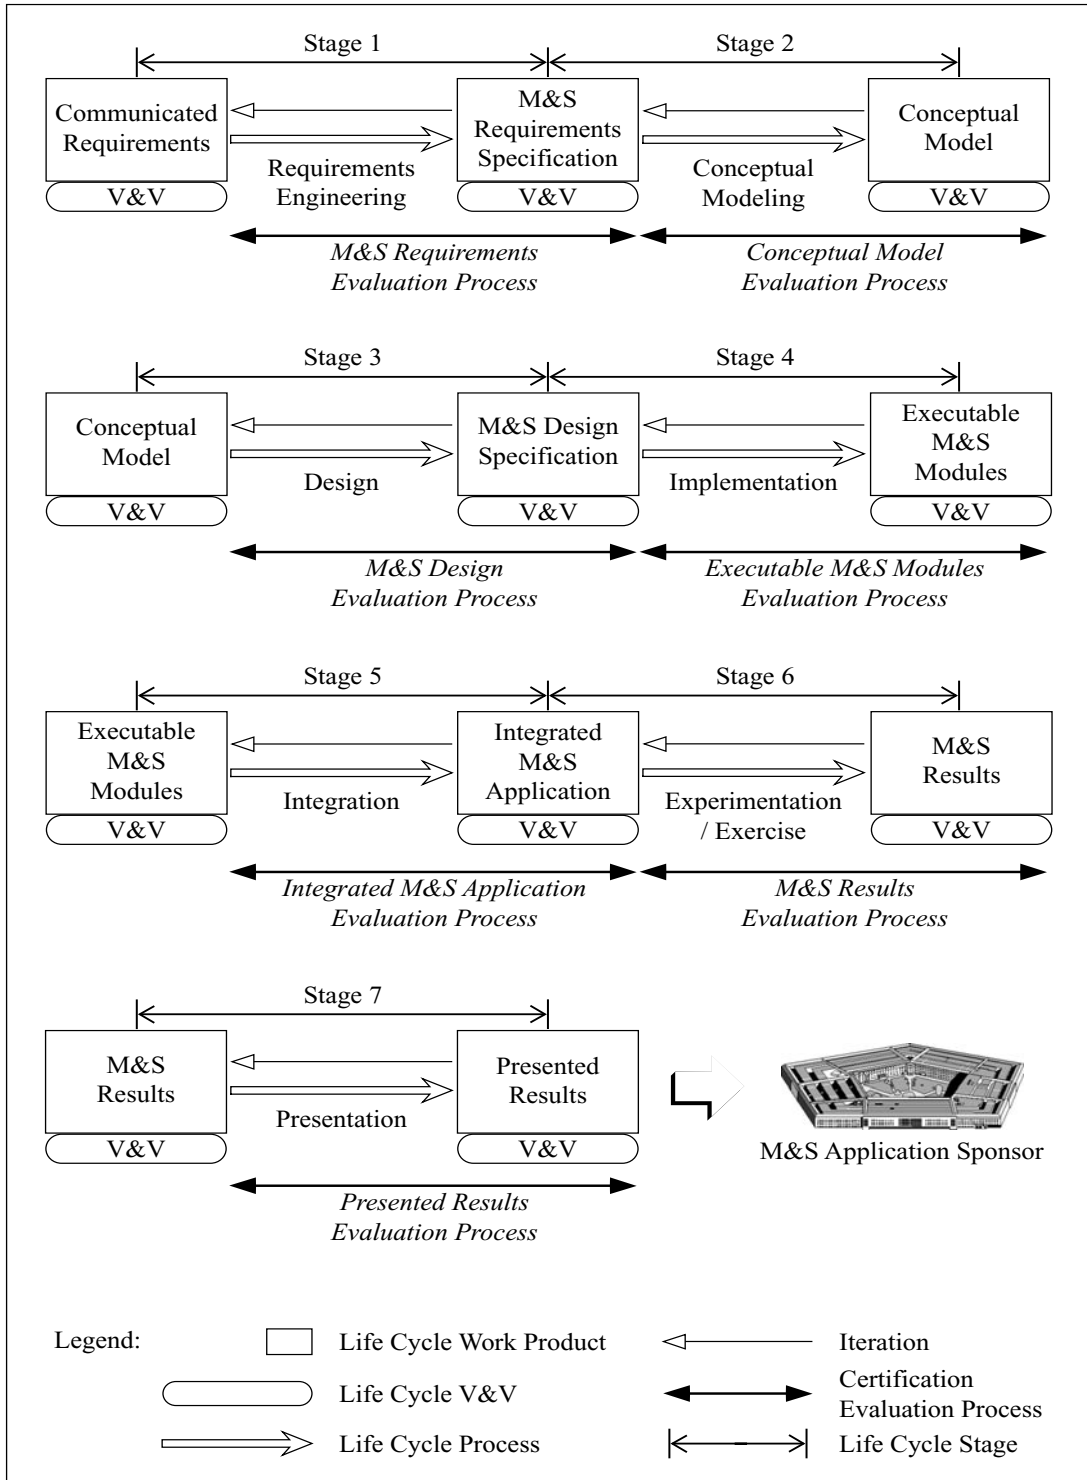 Stage 1
Stage 2
Communicated
Requirements
V&V
Requirements
Engineering
M&S
Requirements
Specification
V&V
Conceptual
Modeling
Conceptual
Model
V&V
M&S Requirements
Evaluation Process
Conceptual Model
Evaluation Process
Stage 3
Stage 4
Conceptual
Model
V&V
Design
M&S Design
Specification
V&V
Implementation
Executable
M&S
Modules
V&V
M&S Design
Evaluation Process
Executable M&S Modules
Evaluation Process
Stage 5
Stage 6
Executable
M&S
Modules
V&V
Integration
Integrated
M&S
Application
V&V
Experimentation
/ Exercise
M&S
Results
V&V
Integrated M&S Application
Evaluation Process
M&S Results
Evaluation Process
Stage 7
M&S
Results
V&V
Presentation
Presented
Results
V&V
M&S Application Sponsor
Presented Results
Evaluation Process
Legend:
Life Cycle Work Product
Life Cycle V&V
Life Cycle Process
Iteration
Certification
Evaluation Process
Life Cycle Stage